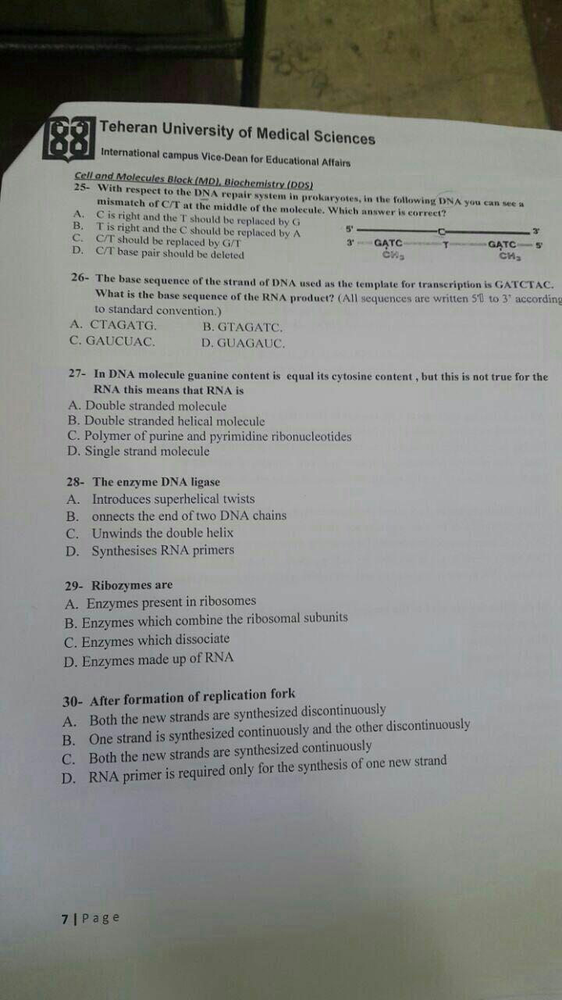 Teheran University of Medical Sciences
International campus Vice-Dean for Educational Affairs
Cell and Molecules Block (MD), Biochemistry (DDS)
25- With respect to the DNA repair system in prokaryotes, in the following DNA you can see a
mismatch of C/T at the middle of the molecule. Which answer is correct?
A. C is right and the T should be replaced by G
B. T is right and the C should be replaced by A
C. C/T should be replaced by G/T
D. C/T base pair should be deleted
5' C 3'
3' GATC T GATC 5'
CH3 CH3
26- The base sequence of the strand of DNA used as the template for transcription is GATCTAC.
What is the base sequence of the RNA product? (All sequences are written 5' to 3' according
to standard convention.)
A. CTAGATG. B. GTAGATC.
C. GAUCUAC. D. GUAGAUC.
27- In DNA molecule guanine content is equal its cytosine content , but this is not true for the
RNA this means that RNA is
A. Double stranded molecule
B. Double stranded helical molecule
C. Polymer of purine and pyrimidine ribonucleotides
D. Single strand molecule
28- The enzyme DNA ligase
A. Introduces superhelical twists
B. onnects the end of two DNA chains
C. Unwinds the double helix
D. Synthesises RNA primers
29- Ribozymes are
A. Enzymes present in ribosomes
B. Enzymes which combine the ribosomal subunits
C. Enzymes which dissociate
D. Enzymes made up of RNA
30- After formation of replication fork
A. Both the new strands are synthesized discontinuously
B. One strand is synthesized continuously and the other discontinuously
C. Both the new strands are synthesized continuously
D. RNA primer is required only for the synthesis of one new strand
7 | Page